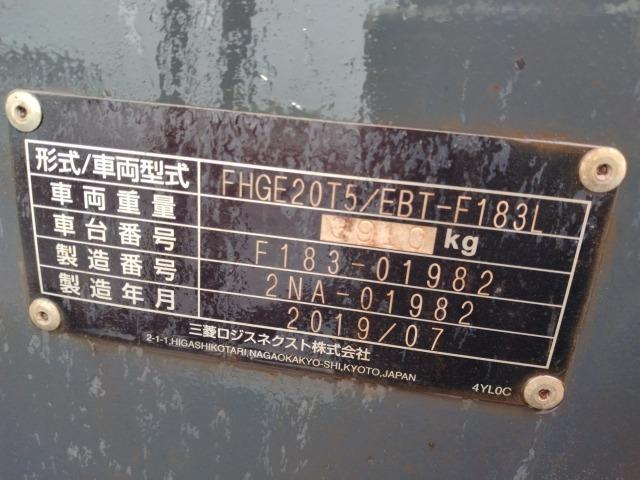 形式/車両型式 FHGE20T5/EBT-F183L
車両重量 kg
車台番号 F183-01982
製造番号 2NA-01982
製造年月 2019/07
三菱ロジスネクスト株式会社
2-1-1,HIGASHIKOTARI,NAGAOKAKYO-SHI,KYOTO,JAPAN
4YL0C